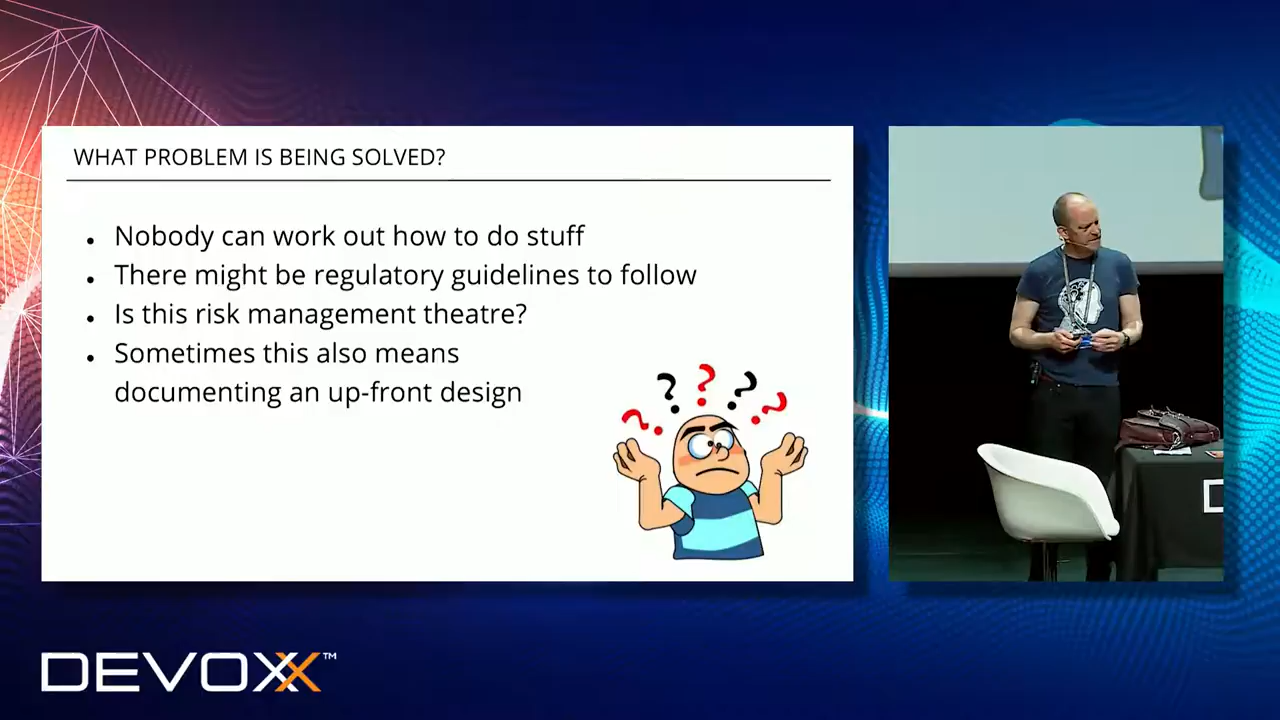 WHAT PROBLEM IS BEING SOLVED?
Nobody can work out how to do stuff
There might be regulatory guidelines to follow
Is this risk management theatre?
Sometimes this also means
documenting an up-front design
? ? ? ? ?
DEVOXX™